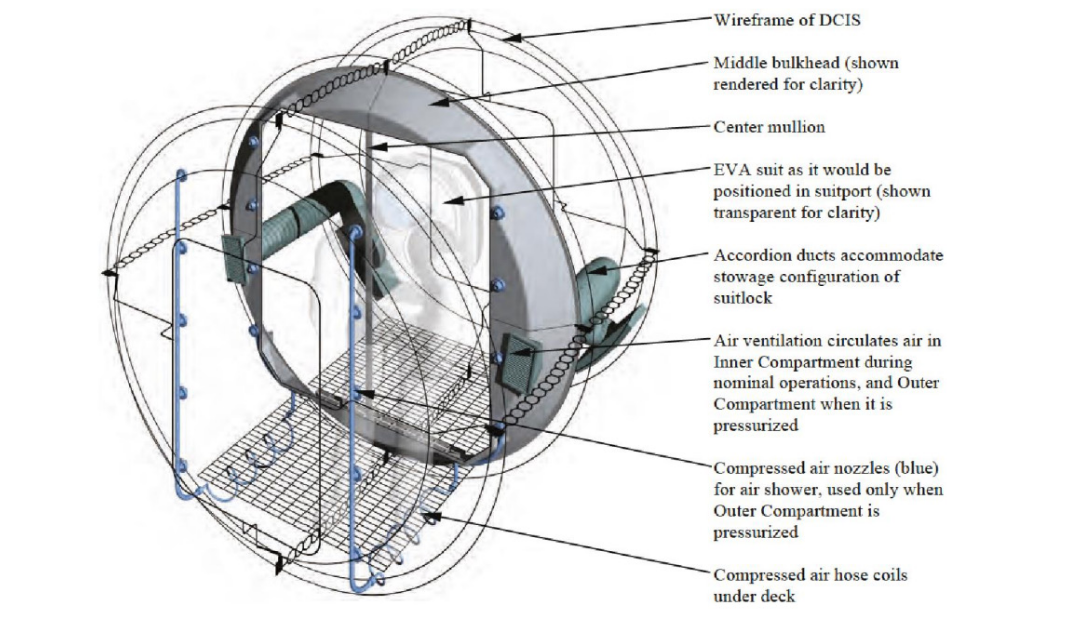 Wireframe of DCIS
Middle bulkhead (shown
rendered for clarity)
Center mullion
EVA suit as it would be
positioned in suitport (shown
transparent for clarity)
Accordion ducts accommodate
stowage configuration of
suitlock
Air ventilation circulates air in
Inner Compartment during
nominal operations, and Outer
Compartment when it is
pressurized
Compressed air nozzles (blue)
for air shower, used only when
Outer Compartment is
pressurized
Compressed air hose coils
under deck